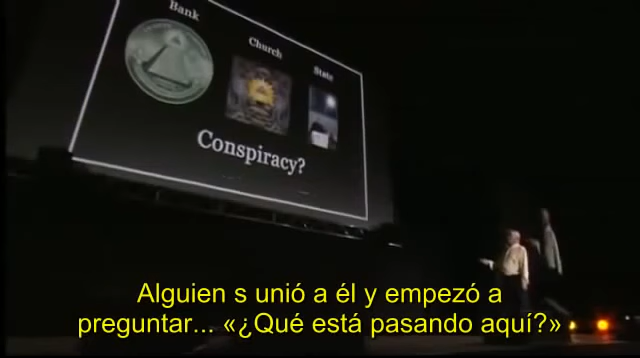 Bank
Church
State
Conspiracy?
Alguien s unió a él y empezó a
preguntar... «¿Qué está pasando aquí?»